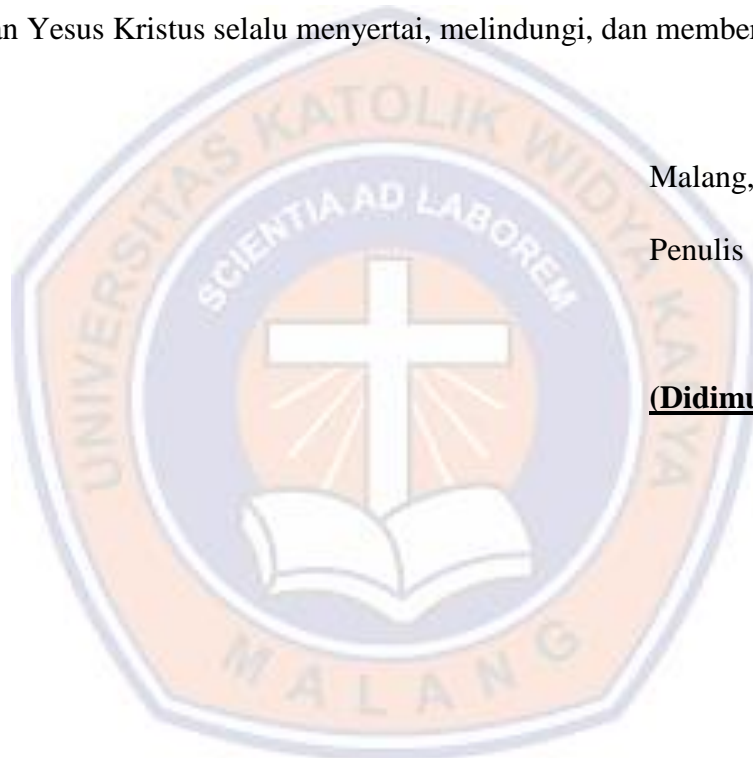 an Yesus Kristus selalu menyertai, melindungi, dan member
Malang,
Penulis
(Didimu
UNIVERSITAS KATOLIK WIDYA KARYA
SCIENTIA AD LABOREM
MALANG